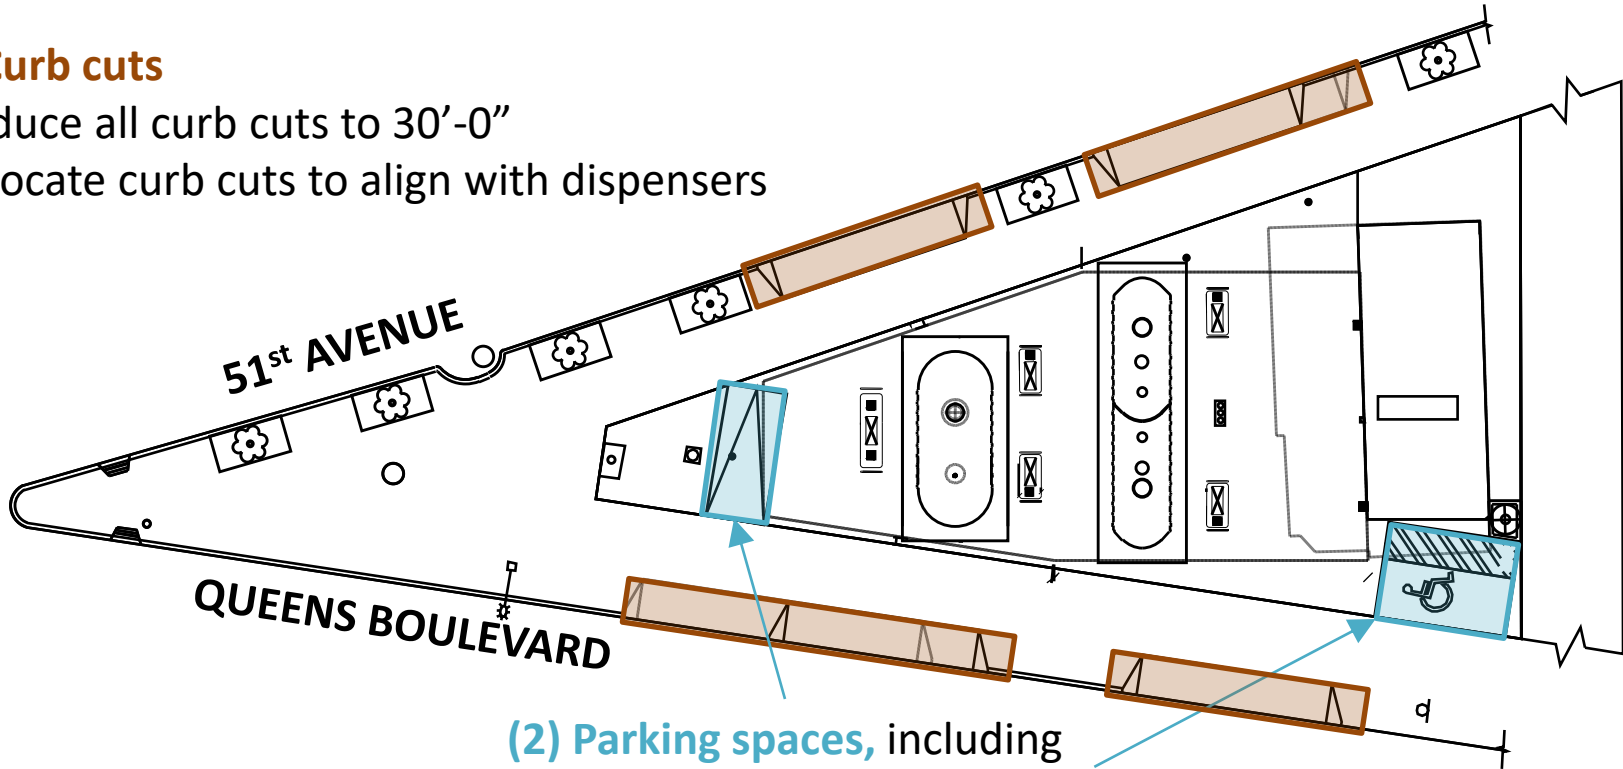 Curb cuts
duce all curb cuts to 30’-0”
ocate curb cuts to align with dispensers
51st AVENUE
QUEENS BOULEVARD
(2) Parking spaces, including
d